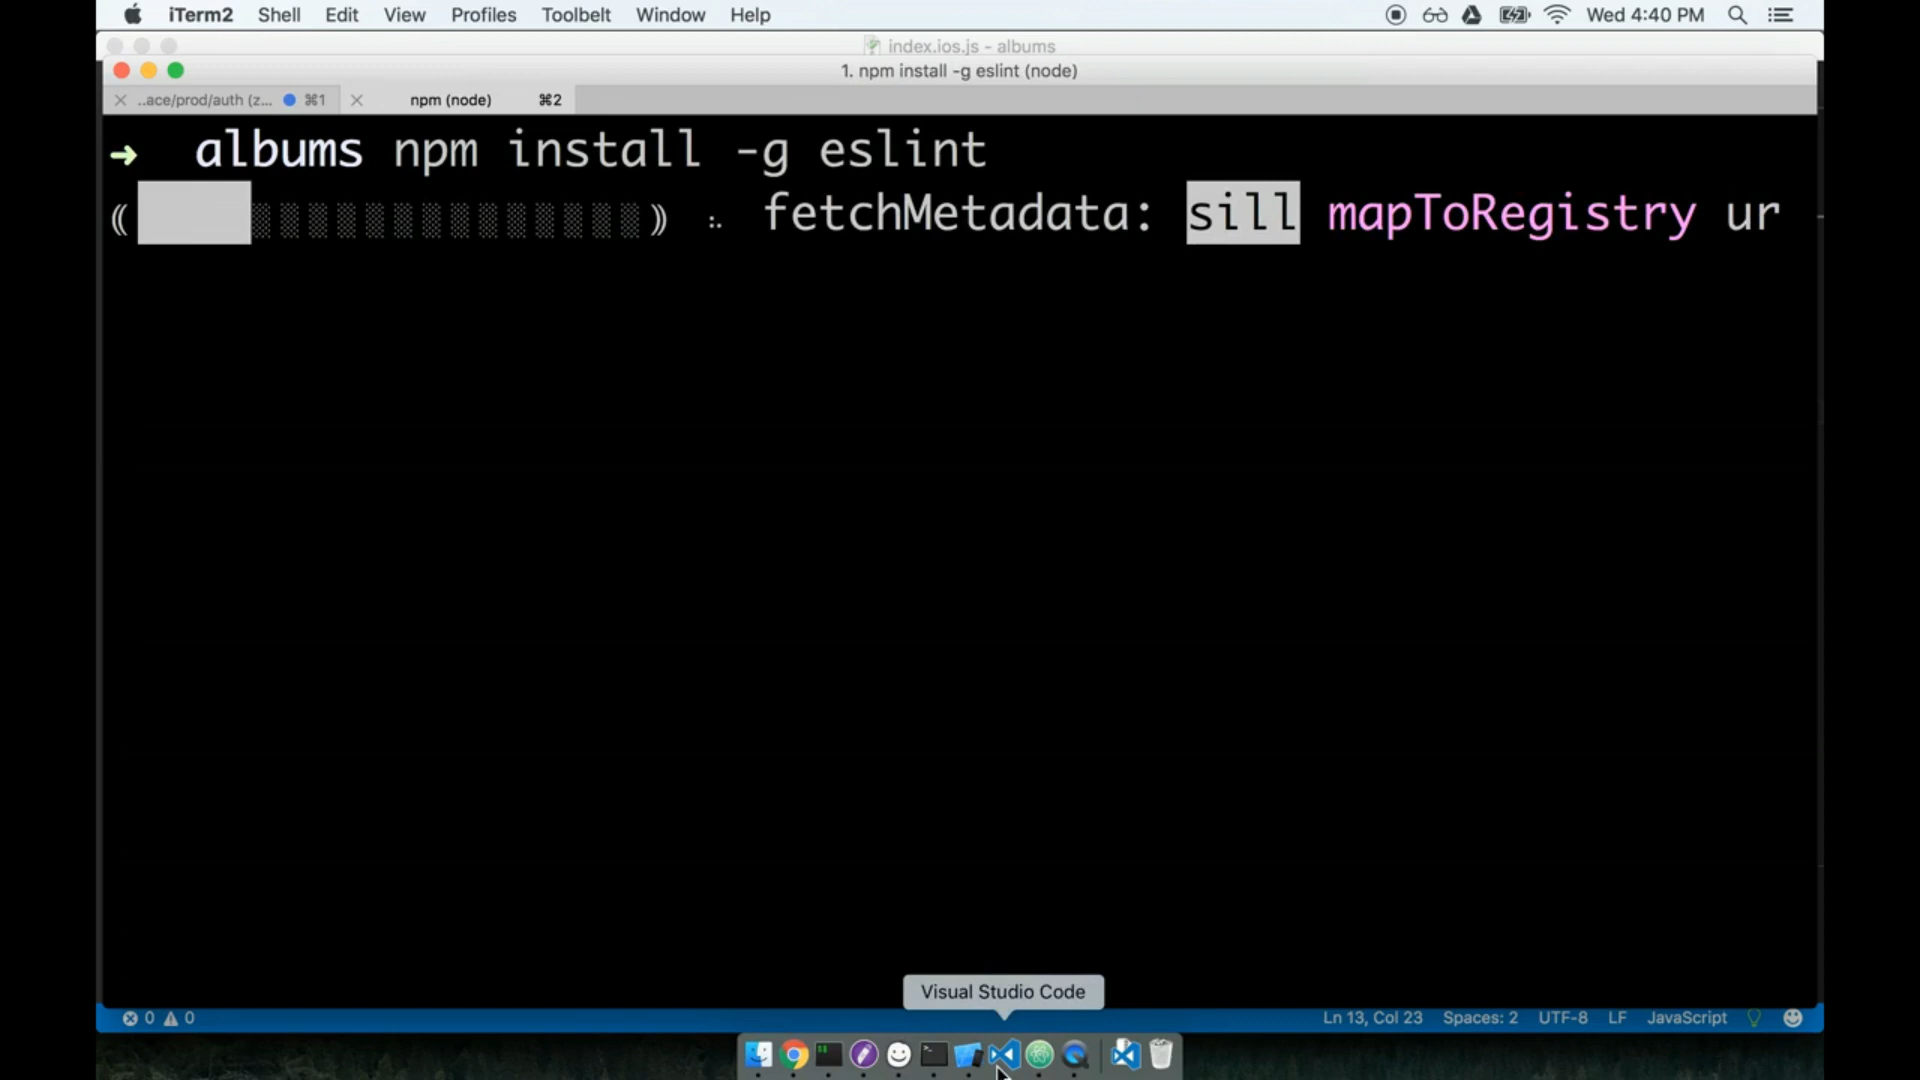 iTerm2 Shell Edit View Profiles Toolbelt Window Help Wed 4:40 PM
index.ios.js - albums
1. npm install -g eslint (node)
..ace/prod/auth (z... ⌘1 npm (node) ⌘2
➜ albums npm install -g eslint
fetchMetadata: sill mapToRegistry ur
Visual Studio Code
0 0 Ln 13, Col 23 Spaces: 2 UTF-8 LF JavaScript